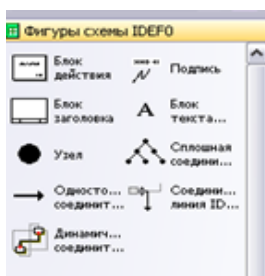 Фигуры схемы IDEF0
Блок
действия
Подпись
Блок
заголовка
A
Блок
текста...
Узел
Сплошная
соедини...
Односто...
соединит...
Соедини...
линия ID...
Динамич...
соединит...